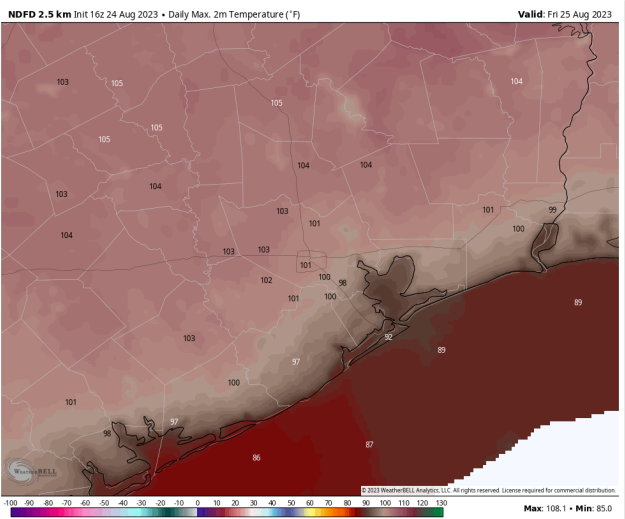 NDFD 2.5 km Init 16z 24 Aug 2023 • Daily Max. 2m Temperature (°F) Valid: Fri 25 Aug 2023
103 105 104
105
105 105
104 104
103 104
101 99
103 101 100
104
103 103
101
102 100 98
101 100
89
103 92 89
97
100
101
98 97
87
86
WEATHERBELL
© 2023 WeatherBELL Analytics, LLC. All rights reserved. License required for commercial distribution.
-100 -90 -80 -70 -60 -50 -40 -30 -20 -10 0 10 20 30 40 50 60 70 80 90 100 110 120 130 Max: 108.1 • Min: 85.0